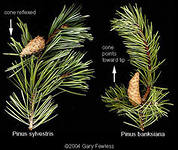 cone reflexed
cone
points
toward tip
Pinus sylvestris
Pinus banksiana
©2004 Gary Fewless